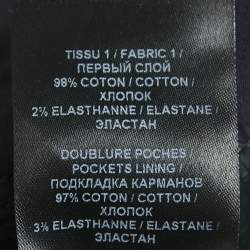 TISSU 1 / FABRIC 1 /
ПЕРВЫЙ СЛОЙ
98% COTON / COTTON /
ХЛОПОК
2% ELASTHANNE / ELASTANE /
ЭЛАСТАН
DOUBLURE POCHES /
POCKETS LINING /
ПОДКЛАДКА КАРМАНОВ
97% COTON / COTTON /
ХЛОПОК
3% ELASTHANNE / ELASTANE /
ЭЛАСТАН